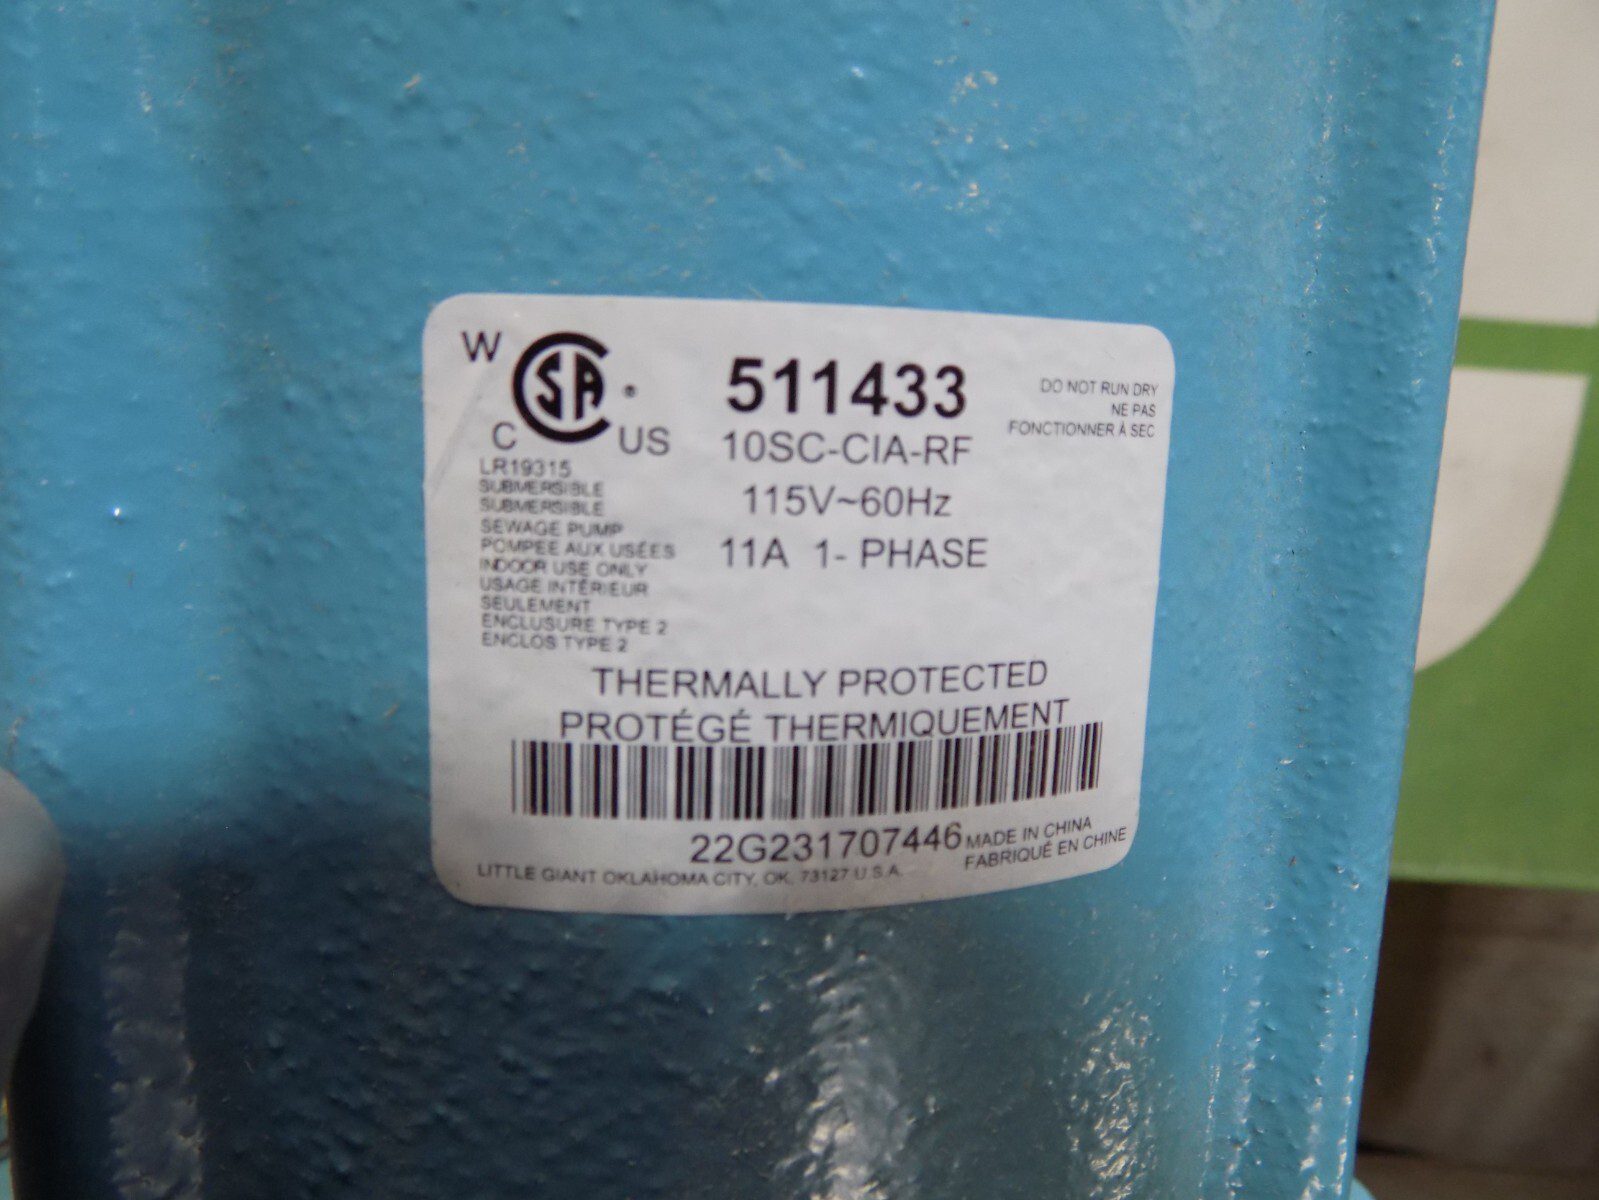 W
CSA ®
C US
511433
10SC-CIA-RF
115V~60Hz
11A 1- PHASE
DO NOT RUN DRY
NE PAS
FONCTIONNER À SEC
LR19315
SUBMERSIBLE
SUBMERSIBLE
SEWAGE PUMP
POMPEE AUX USÉES
INDOOR USE ONLY
USAGE INTÉRIEUR
SEULEMENT
ENCLUSURE TYPE 2
ENCLOS TYPE 2
THERMALLY PROTECTED
PROTÉGÉ THERMIQUEMENT
22G231707446
MADE IN CHINA
FABRIQUÉ EN CHINE
LITTLE GIANT OKLAHOMA CITY, OK. 73127 U.S.A.